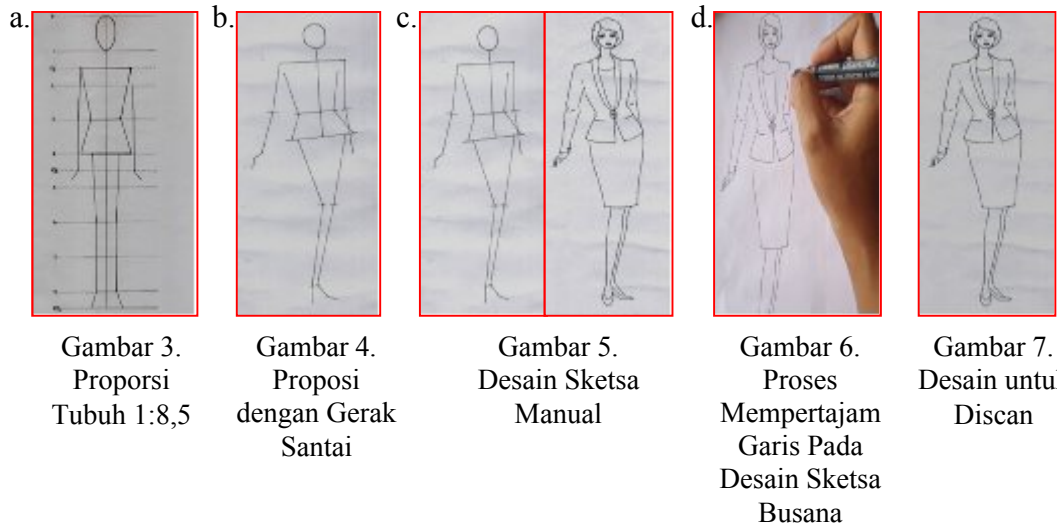 a.
b.
c.
d.
Gambar 3.
Proporsi
Tubuh 1:8,5
Gambar 4.
Proposi
dengan Gerak
Santai
Gambar 5.
Desain Sketsa
Manual
Gambar 6.
Proses
Mempertajam
Garis Pada
Desain Sketsa
Busana
Gambar 7.
Desain untuk
Discan